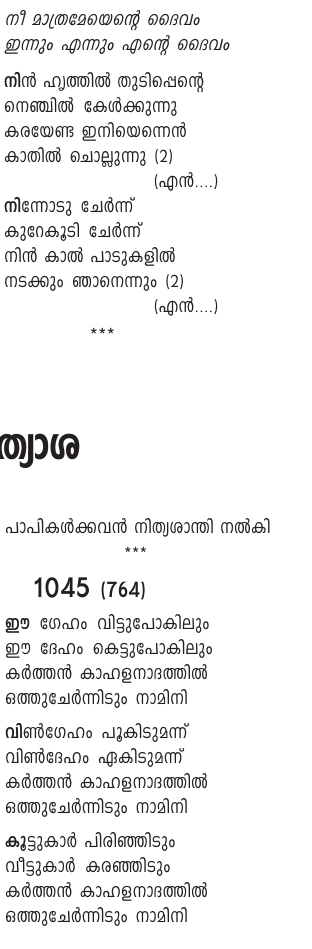 നീ മാത്രമേയെന്റെ ദൈവം
ഇന്നും എന്നും എന്റെ ദൈവം
നിൻ ഹൃത്തിൽ തുടിപ്പെന്റെ
നെഞ്ചിൽ കേൾക്കുന്നു
കരയേണ്ട ഇനിയെന്നെൻ
കാതിൽ ചൊല്ലുന്നു (2)
(എൻ....)
നിന്നോടു ചേർന്ന്
കുറേകൂടി ചേർന്ന്
നിൻ കാൽ പാടുകളിൽ
നടക്കും ഞാനെന്നും (2)
(എൻ....)
***
ത്യാശ
പാപികൾക്കവൻ നിത്യശാന്തി നൽകി
***
1045 (764)
ഈ ഗേഹം വിട്ടുപോകിലും
ഈ ദേഹം കെട്ടുപോകിലും
കർത്തൻ കാഹളനാദത്തിൽ
ഒത്തുചേർന്നിടും നാമിനി
വിൺഗേഹം പൂകിടുമന്ന്
വിൺദേഹം ഏകിടുമന്ന്
കർത്തൻ കാഹളനാദത്തിൽ
ഒത്തുചേർന്നിടും നാമിനി
കൂട്ടുകാർ പിരിഞ്ഞിടും
വീട്ടുകാർ കരഞ്ഞിടും
കർത്തൻ കാഹളനാദത്തിൽ
ഒത്തുചേർന്നിടും നാമിനി